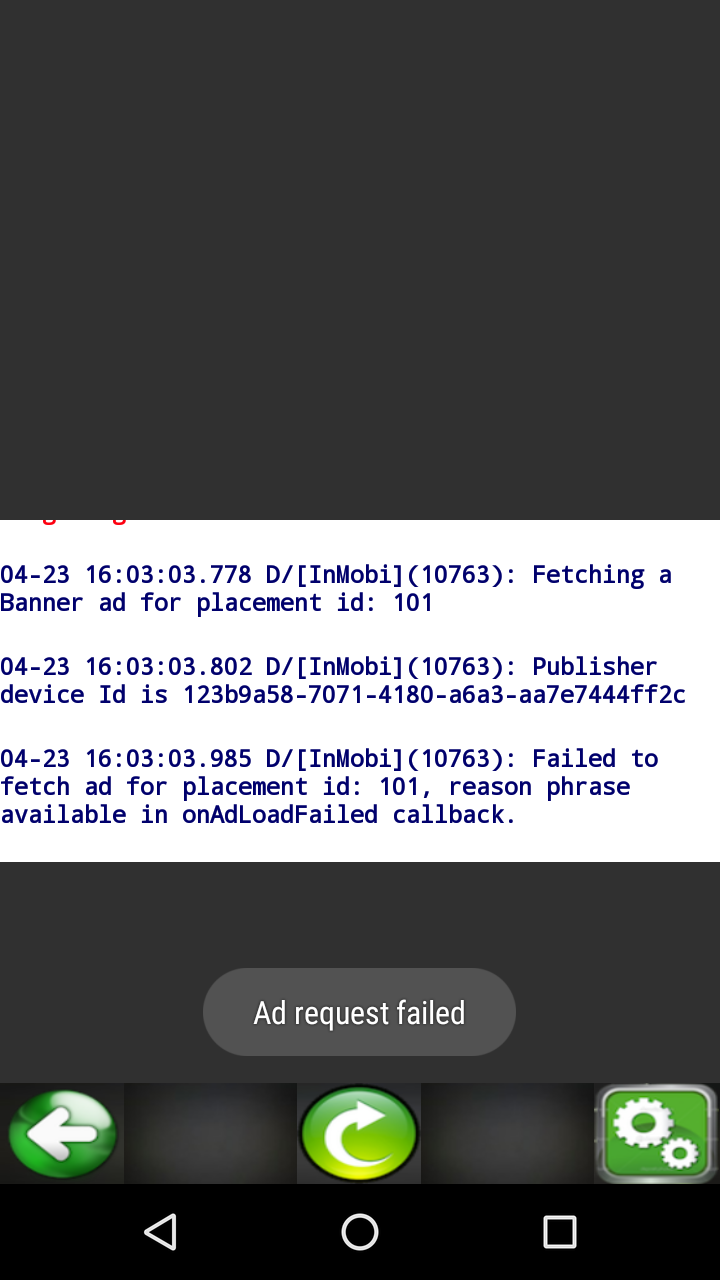 04-23 16:03:03.778 D/[InMobi](10763): Fetching a
Banner ad for placement id: 101
04-23 16:03:03.802 D/[InMobi](10763): Publisher
device Id is 123b9a58-7071-4180-a6a3-aa7e7444ff2c
04-23 16:03:03.985 D/[InMobi](10763): Failed to
fetch ad for placement id: 101, reason phrase
available in onAdLoadFailed callback.
Ad request failed